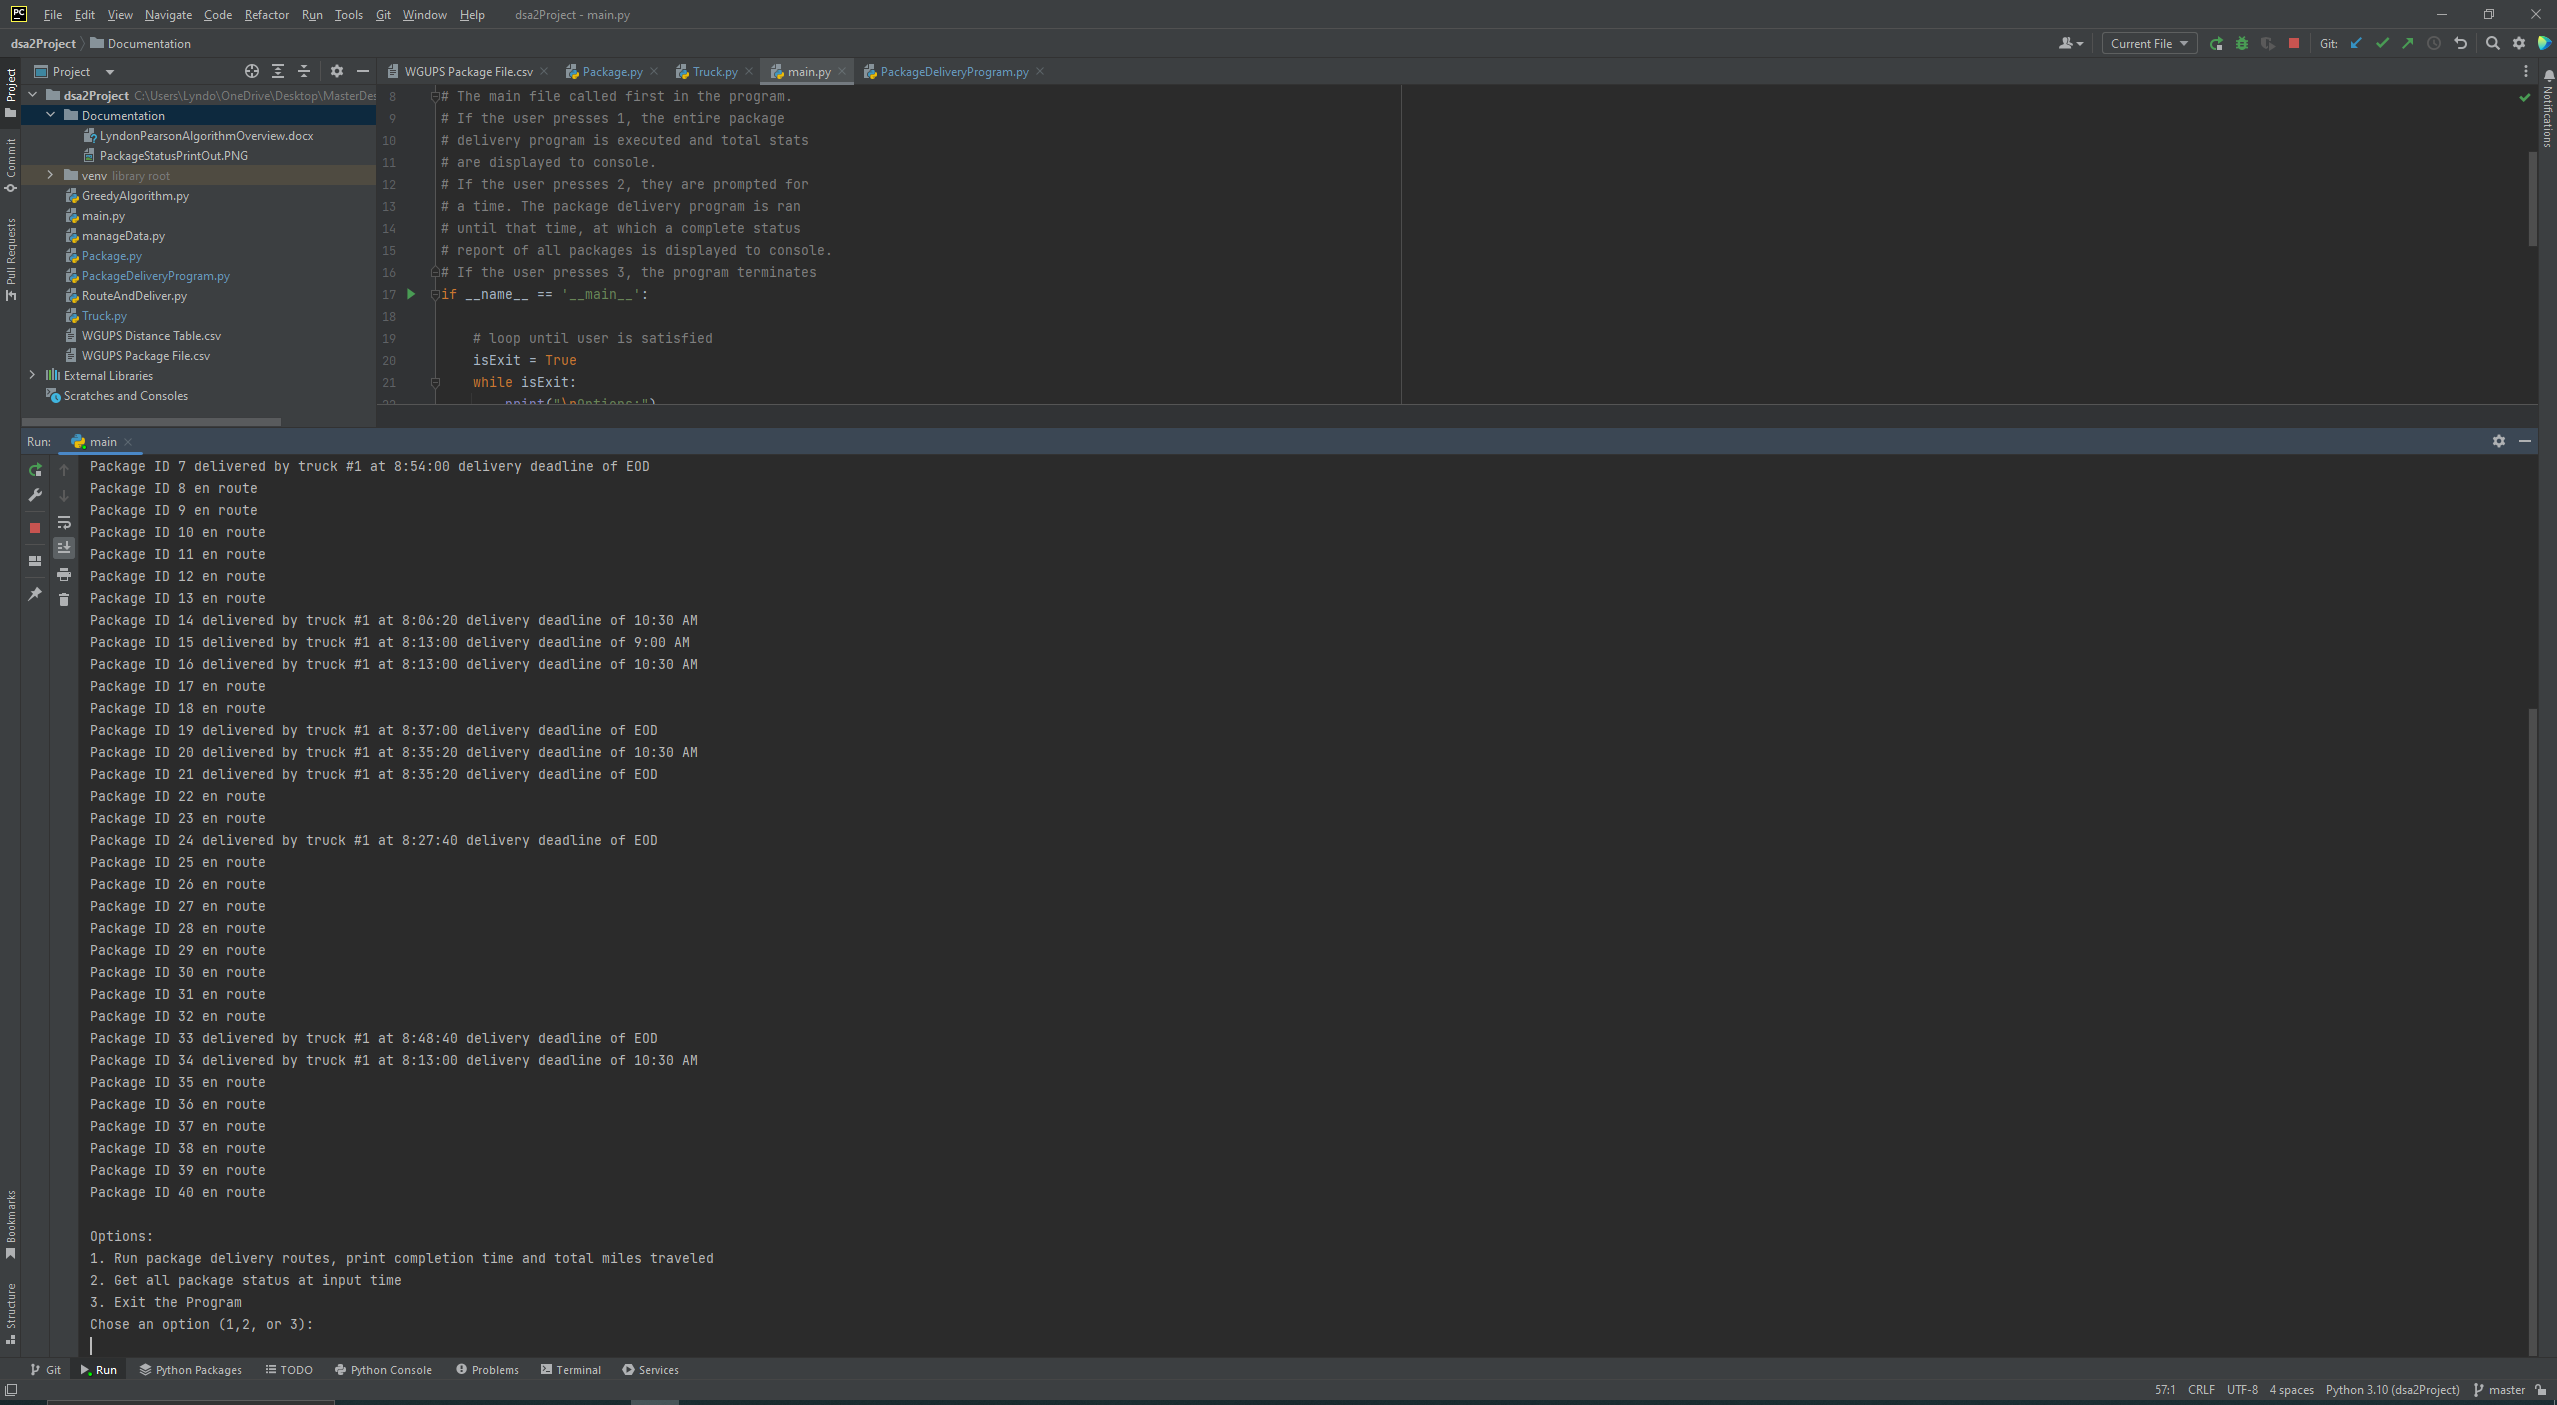 PC File Edit View Navigate Code Refactor Run Tools Git Window Help dsa2Project - main.py
dsa2Project Documentation Current File Git:
Project
WGUPS Package File.csv Package.py Truck.py main.py PackageDeliveryProgram.py
dsa2Project C:\Users\Lyndo\OneDrive\Desktop\MasterDes
Documentation
LyndonPearsonAlgorithmOverview.docx
PackageStatusPrintOut.PNG
venv library root
GreedyAlgorithm.py
main.py
manageData.py
Package.py
PackageDeliveryProgram.py
RouteAndDeliver.py
Truck.py
WGUPS Distance Table.csv
WGUPS Package File.csv
External Libraries
Scratches and Consoles
Project
Commit
Pull Requests
Bookmarks
Structure
Notifications
8 # The main file called first in the program.
9 # If the user presses 1, the entire package
10 # delivery program is executed and total stats
11 # are displayed to console.
12 # If the user presses 2, they are prompted for
13 # a time. The package delivery program is ran
14 # until that time, at which a complete status
15 # report of all packages is displayed to console.
16 # If the user presses 3, the program terminates
17 if __name__ == '__main__':
18
19 # loop until user is satisfied
20 isExit = True
21 while isExit:
22 print("\nOptions:")
Run: main
Package ID 7 delivered by truck #1 at 8:54:00 delivery deadline of EOD
Package ID 8 en route
Package ID 9 en route
Package ID 10 en route
Package ID 11 en route
Package ID 12 en route
Package ID 13 en route
Package ID 14 delivered by truck #1 at 8:06:20 delivery deadline of 10:30 AM
Package ID 15 delivered by truck #1 at 8:13:00 delivery deadline of 9:00 AM
Package ID 16 delivered by truck #1 at 8:13:00 delivery deadline of 10:30 AM
Package ID 17 en route
Package ID 18 en route
Package ID 19 delivered by truck #1 at 8:37:00 delivery deadline of EOD
Package ID 20 delivered by truck #1 at 8:35:20 delivery deadline of 10:30 AM
Package ID 21 delivered by truck #1 at 8:35:20 delivery deadline of EOD
Package ID 22 en route
Package ID 23 en route
Package ID 24 delivered by truck #1 at 8:27:40 delivery deadline of EOD
Package ID 25 en route
Package ID 26 en route
Package ID 27 en route
Package ID 28 en route
Package ID 29 en route
Package ID 30 en route
Package ID 31 en route
Package ID 32 en route
Package ID 33 delivered by truck #1 at 8:48:40 delivery deadline of EOD
Package ID 34 delivered by truck #1 at 8:13:00 delivery deadline of 10:30 AM
Package ID 35 en route
Package ID 36 en route
Package ID 37 en route
Package ID 38 en route
Package ID 39 en route
Package ID 40 en route
Options:
1. Run package delivery routes, print completion time and total miles traveled
2. Get all package status at input time
3. Exit the Program
Chose an option (1,2, or 3):
Git Run Python Packages TODO Python Console Problems Terminal Services
57:1 CRLF UTF-8 4 spaces Python 3.10 (dsa2Project) master